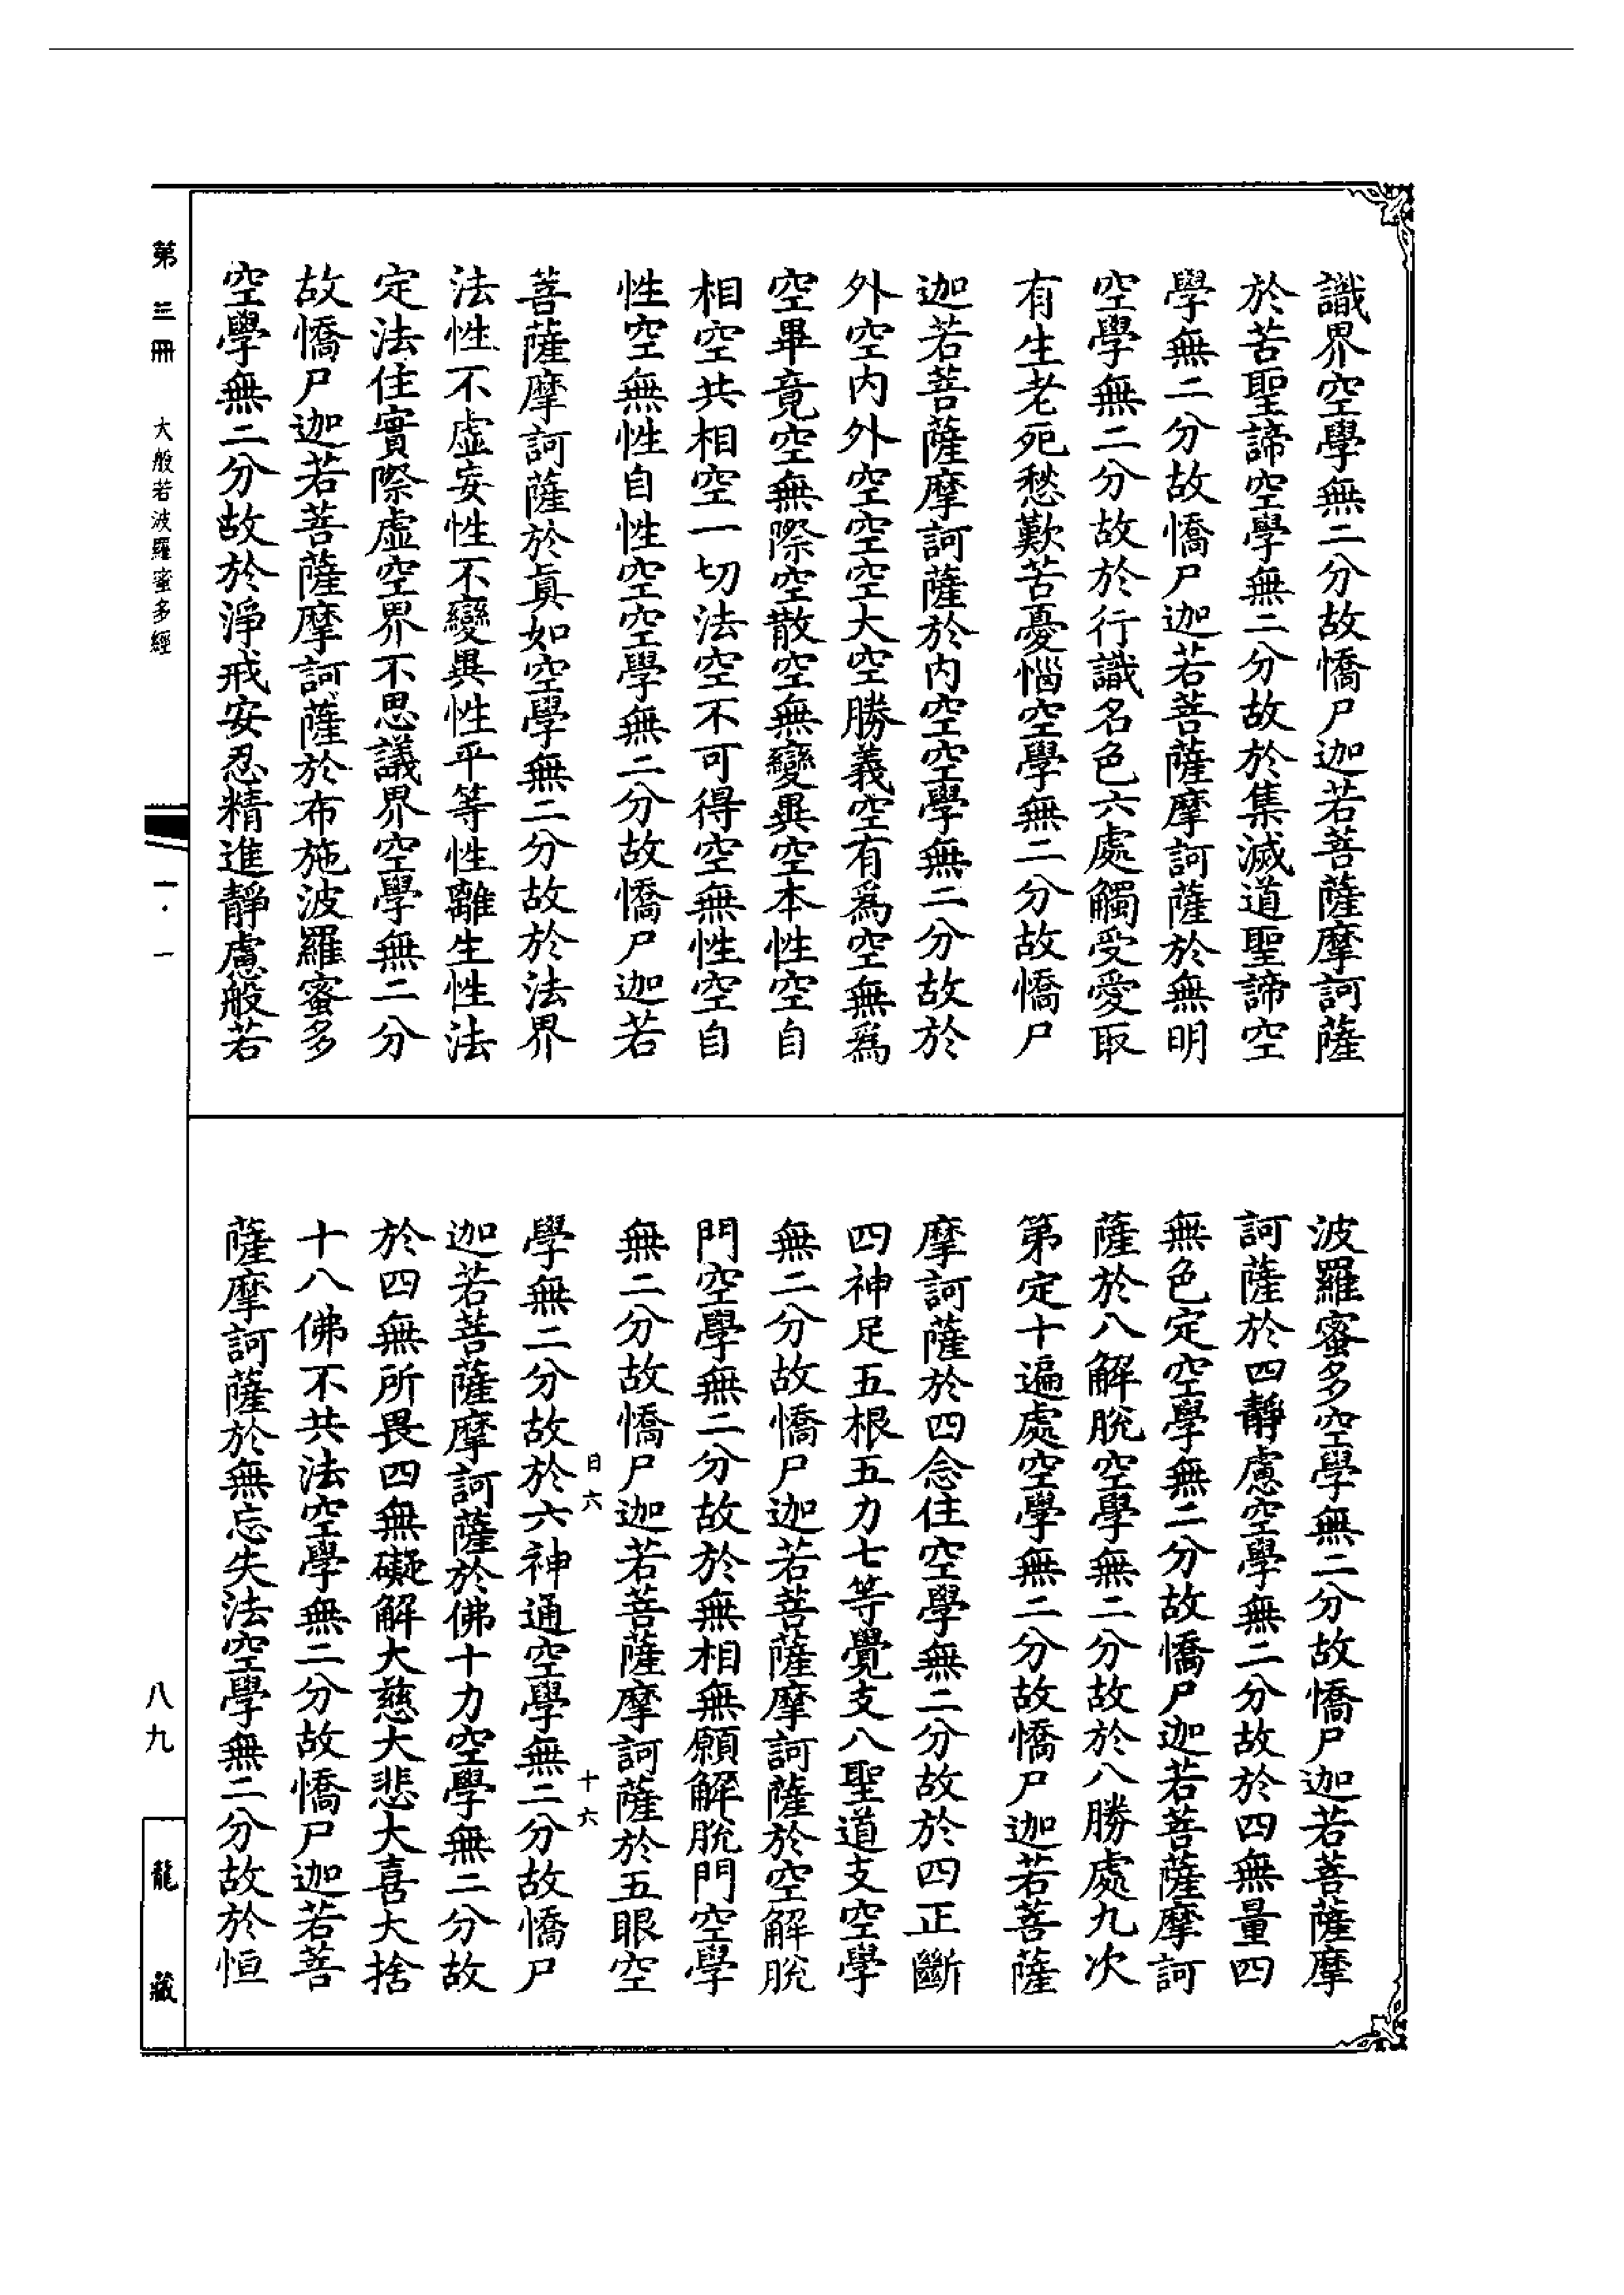 識界空學無二分故憍尸迦若菩薩摩訶薩
於苦聖諦空學無二分故於集滅道聖諦空
學無二分故憍尸迦若菩薩摩訶薩於無明
空學無二分故於行識名色六處觸受愛取
有生老死愁歎苦憂惱空學無二分故憍尸
迦若菩薩摩訶薩於內空空學無二分故於
外空內外空空空大空勝義空有爲空無爲
空畢竟空無際空散空無變異空本性空自
相空共相空一切法空不可得空無性空自
性空無性自性空空學無二分故憍尸迦若
菩薩摩訶薩於眞如空學無二分故於法界
法性不虛妄性不變異性平等性離生性法
定法住實際虛空界不思議界空學無二分
故憍尸迦若菩薩摩訶薩於布施波羅蜜多
空學無二分故於淨戒安忍精進靜慮般若
波羅蜜多空學無二分故憍尸迦若菩薩摩
訶薩於四靜慮空學無二分故於四無量四
無色定空學無二分故憍尸迦若菩薩摩訶
薩於八解脫空學無二分故於八勝處九次
第定十遍處空學無二分故憍尸迦若菩薩
摩訶薩於四念住空學無二分故於四正斷
四神足五根五力七等覺支八聖道支空學
無二分故憍尸迦若菩薩摩訶薩於空解脫
門空學無二分故於無相無願解脫門空學
無二分故憍尸迦若菩薩摩訶薩於五眼空
日六 十六
學無二分故於六神通空學無二分故憍尸
迦若菩薩摩訶薩於佛十力空學無二分故
於四無所畏四無礙解大慈大悲大喜大捨
十八佛不共法空學無二分故憍尸迦若菩
薩摩訶薩於無忘失法空學無二分故於恒
第三冊 大般若波羅蜜多經 一·一 八九 龍藏